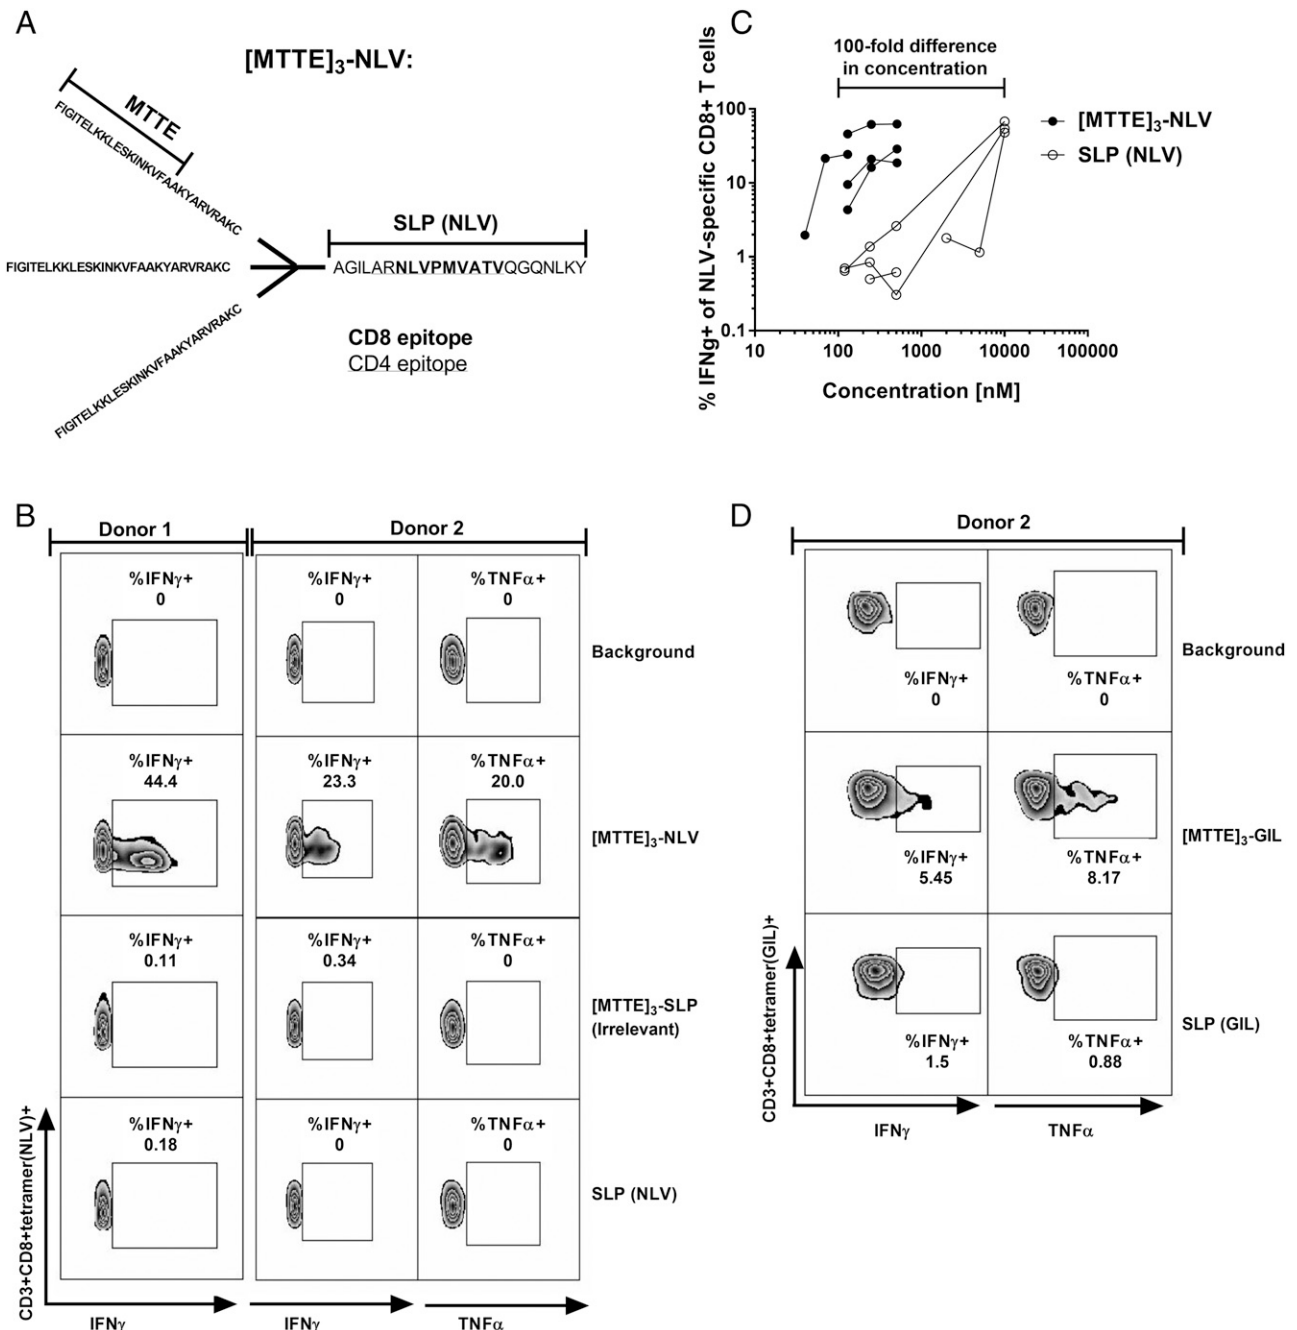 A
[MTTE]3-NLV:
MTTE
FIGITELKKLESKINKVFAAKYARVRAKC
SLP (NLV)
FIGITELKKLESKINKVFAAKYARVRAKC
AGILARNLVPMVATVQGQNLKY
FIGITELKKLESKINKVFAAKYARVRAKC
CD8 epitope
CD4 epitope
C
100-fold difference
in concentration
% IFNg+ of NLV-specific CD8+ T cells
100
10
1
0.1
10
100
1000
10000
100000
Concentration [nM]
[MTTE]3-NLV
SLP (NLV)
B
Donor 1
Donor 2
%IFNγ+
0
%IFNγ+
0
%TNFα+
0
Background
%IFNγ+
44.4
%IFNγ+
23.3
%TNFα+
20.0
[MTTE]3-NLV
%IFNγ+
0.11
%IFNγ+
0.34
%TNFα+
0
[MTTE]3-SLP
(Irrelevant)
%IFNγ+
0.18
%IFNγ+
0
%TNFα+
0
SLP (NLV)
CD3+CD8+tetramer(NLV)+
IFNγ
IFNγ
TNFα
D
Donor 2
%IFNγ+
0
%TNFα+
0
Background
%IFNγ+
5.45
%TNFα+
8.17
[MTTE]3-GIL
%IFNγ+
1.5
%TNFα+
0.88
SLP (GIL)
CD3+CD8+tetramer(GIL)+
IFNγ
TNFα